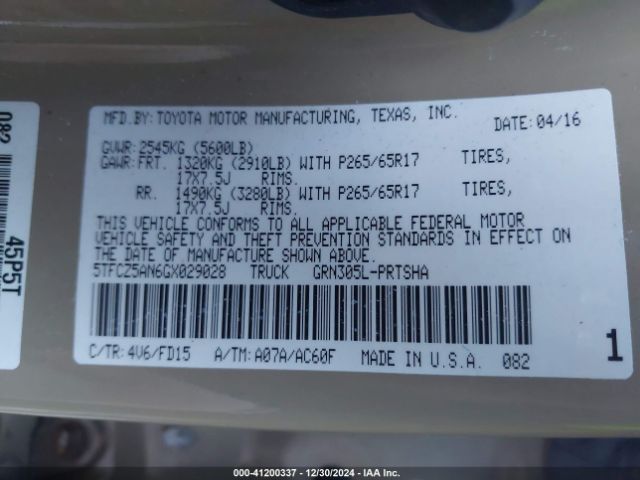 MFD.BY: TOYOTA MOTOR MANUFACTURING, TEXAS, INC.
DATE: 04/16
GVWR: 2545KG (5600LB)
GAWR: FRT. 1320KG (2910LB) WITH P265/65R17 TIRES,
17X7.5J RIMS.
RR. 1490KG (3280LB) WITH P265/65R17 TIRES,
17X7.5J RIMS.
THIS VEHICLE CONFORMS TO ALL APPLICABLE FEDERAL MOTOR
VEHICLE SAFETY AND THEFT PREVENTION STANDARDS IN EFFECT ON
THE DATE OF MANUFACTURE SHOWN ABOVE.
5TFCZ5AN6GX029028 TRUCK GRN305L-PRTSHA
C/TR: 4V6/FD15 A/TM: A07A/AC60F MADE IN U.S.A. 082
1
082
45P5T
000-41200337 - 12/30/2024 - IAA Inc.